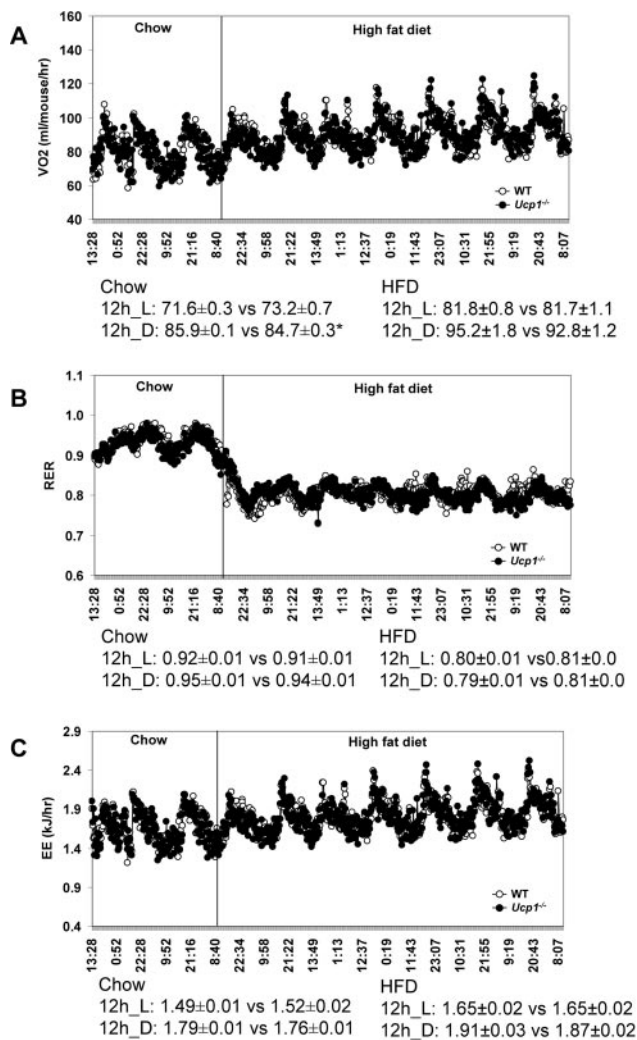 A
Chow
High fat diet
VO2 (ml/mouse/hr)
160
140
120
100
80
60
40
WT
Ucp1-/-
13:28 0:52 22:28 9:52 8:40 22:34 9:58 21:22 13:49 1:13 12:37 0:19 11:43 23:07 10:31 21:55 9:19 20:43 8:07
Chow HFD
12h_L: 71.6±0.3 vs 73.2±0.7 12h_L: 81.8±0.8 vs 81.7±1.1
12h_D: 85.9±0.1 vs 84.7±0.3* 12h_D: 95.2±1.8 vs 92.8±1.2
B
Chow
High fat diet
RER
1.1
1.0
0.9
0.8
0.7
0.6
WT
Ucp1-/-
13:28 0:52 22:28 9:52 21:16 8:40 22:34 9:58 21:22 13:49 1:13 12:37 0:19 11:43 23:07 10:31 21:55 9:19 20:43 8:07
Chow HFD
12h_L: 0.92±0.01 vs 0.91±0.01 12h_L: 0.80±0.01 vs0.81±0.0
12h_D: 0.95±0.01 vs 0.94±0.01 12h_D: 0.79±0.01 vs 0.81±0.0
C
Chow
High fat diet
EE (kJ/hr)
2.9
2.4
1.9
1.4
0.9
0.4
WT
Ucp1-/-
13:28 0:52 22:28 9:52 21:16 8:40 22:34 9:58 21:22 13:49 1:13 12:37 0:19 11:43 23:07 10:31 21:55 9:19 20:43 8:07
Chow HFD
12h_L: 1.49±0.01 vs 1.52±0.02 12h_L: 1.65±0.02 vs 1.65±0.02
12h_D: 1.79±0.01 vs 1.76±0.01 12h_D: 1.91±0.03 vs 1.87±0.02